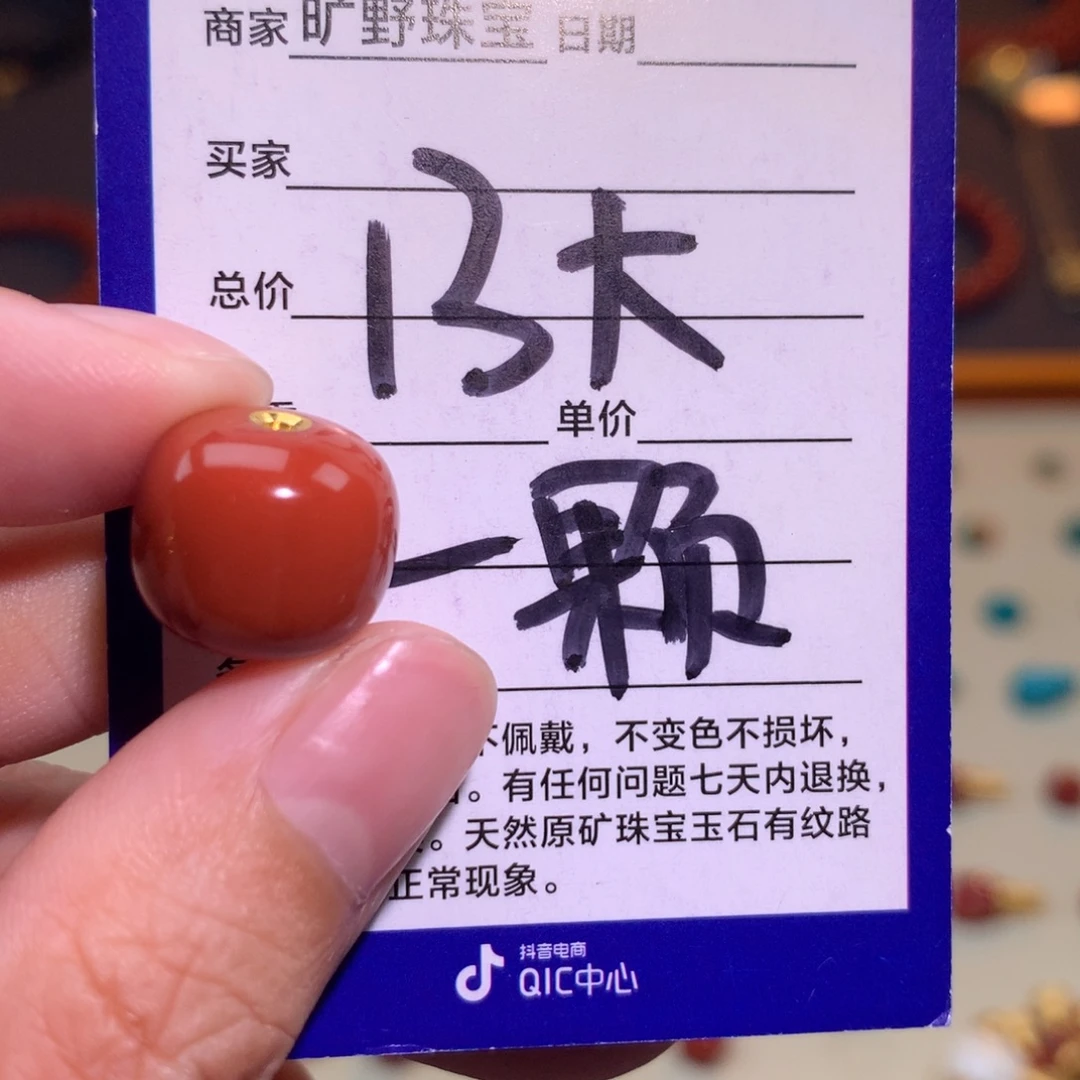 商家 旷野珠宝 日期
买家
总价
13大
单价
一颗
不佩戴，不变色不损坏，
。有任何问题七天内退换，
。天然原矿珠宝玉石有纹路
正常现象。
抖音电商
QIC中心